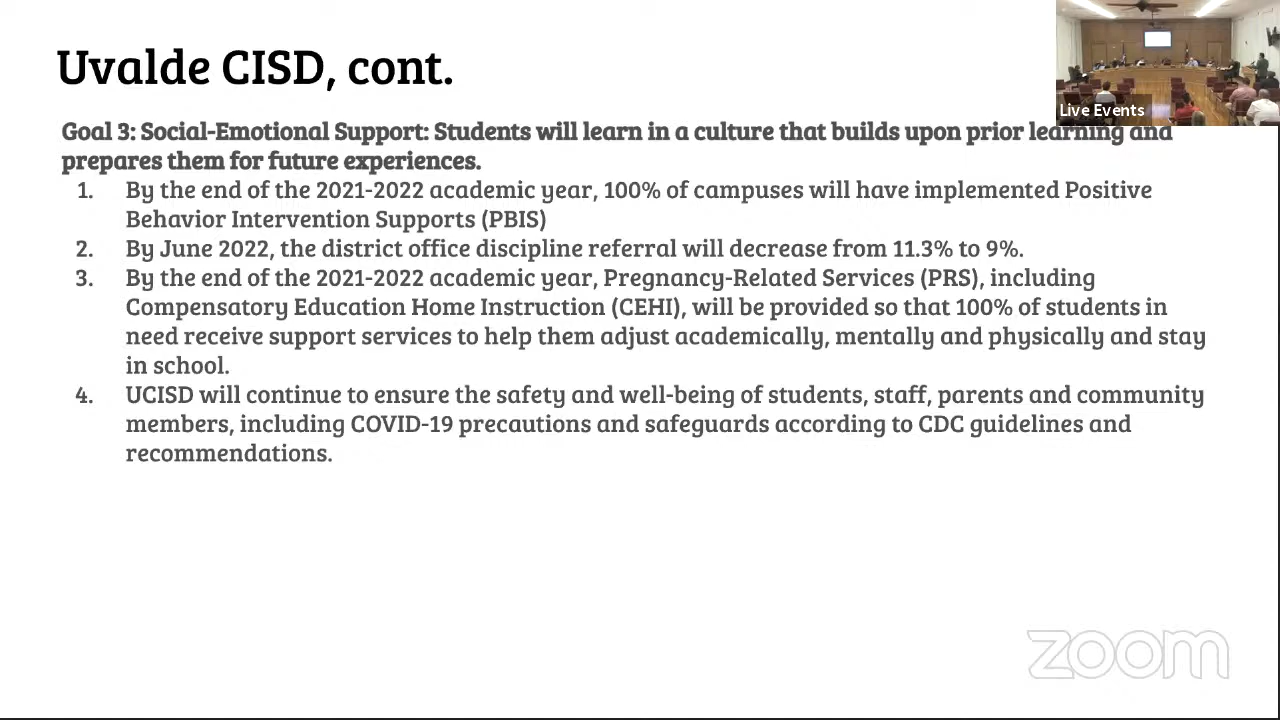 Uvalde CISD, cont.
Live Events
Goal 3: Social-Emotional Support: Students will learn in a culture that builds upon prior learning and
prepares them for future experiences.
1. By the end of the 2021-2022 academic year, 100% of campuses will have implemented Positive
Behavior Intervention Supports (PBIS)
2. By June 2022, the district office discipline referral will decrease from 11.3% to 9%.
3. By the end of the 2021-2022 academic year, Pregnancy-Related Services (PRS), including
Compensatory Education Home Instruction (CEHI), will be provided so that 100% of students in
need receive support services to help them adjust academically, mentally and physically and stay
in school.
4. UCISD will continue to ensure the safety and well-being of students, staff, parents and community
members, including COVID-19 precautions and safeguards according to CDC guidelines and
recommendations.
zoom